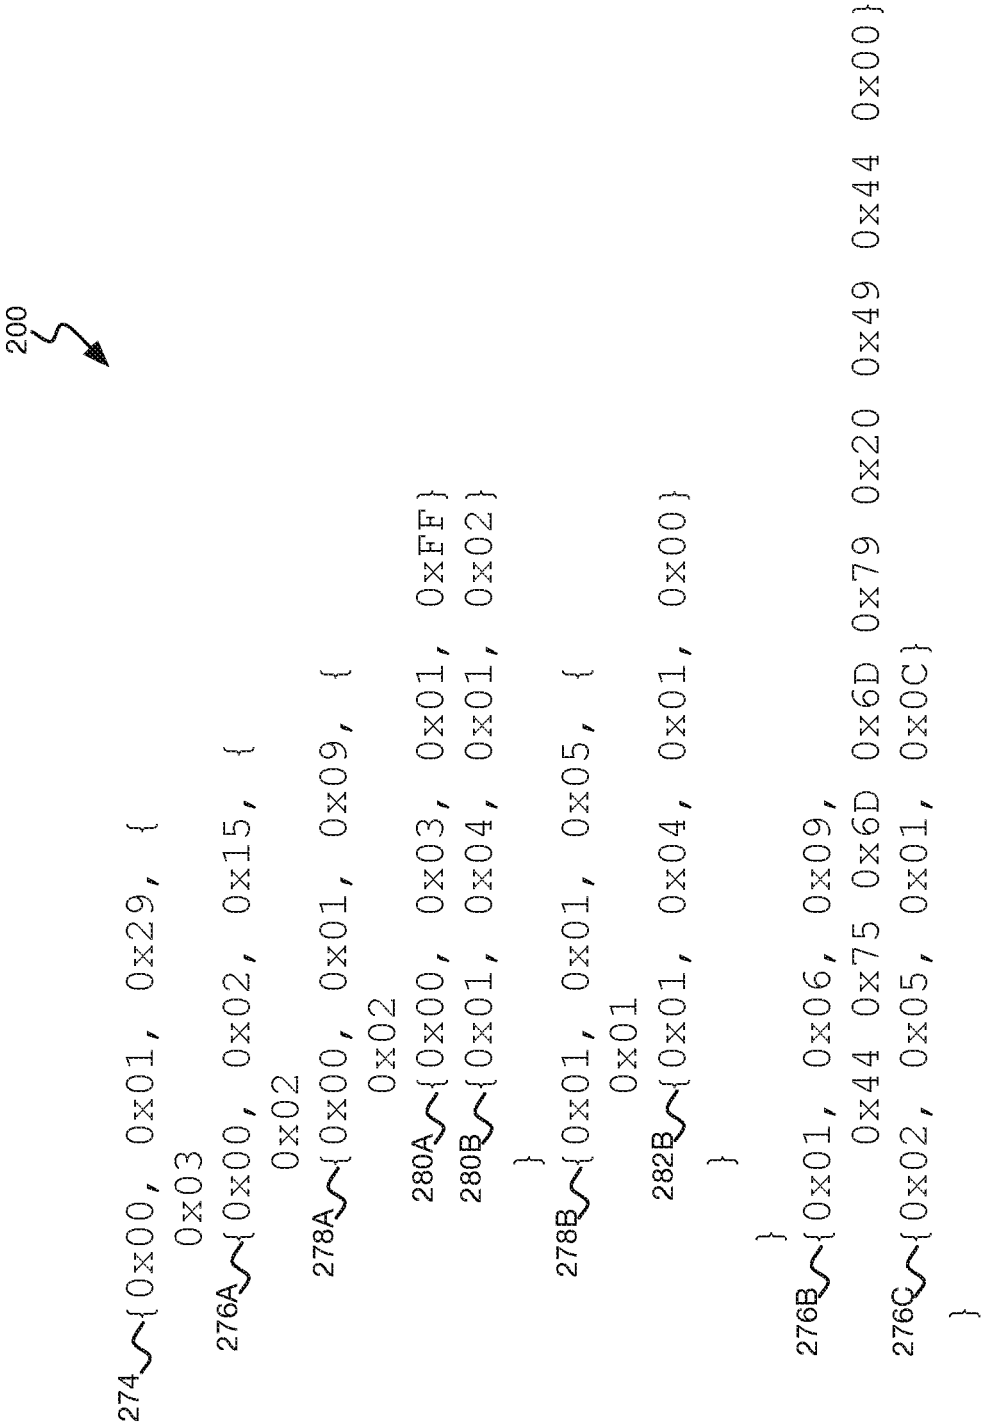 200
274 {0x00, 0x01, 0x29, {
0x03
276A {0x00, 0x02, 0x15, {
0x02
278A {0x00, 0x01, 0x09, {
0x02
280A {0x00, 0x03, 0x01, 0xFF}
280B {0x01, 0x04, 0x01, 0x02}
}
278B {0x01, 0x01, 0x05, {
0x01
282B {0x01, 0x04, 0x01, 0x00}
}
}
276B {0x01, 0x06, 0x09,
0x44 0x75 0x6D 0x6D 0x79 0x20 0x49 0x44 0x00}
276C {0x02, 0x05, 0x01, 0x0C}
}